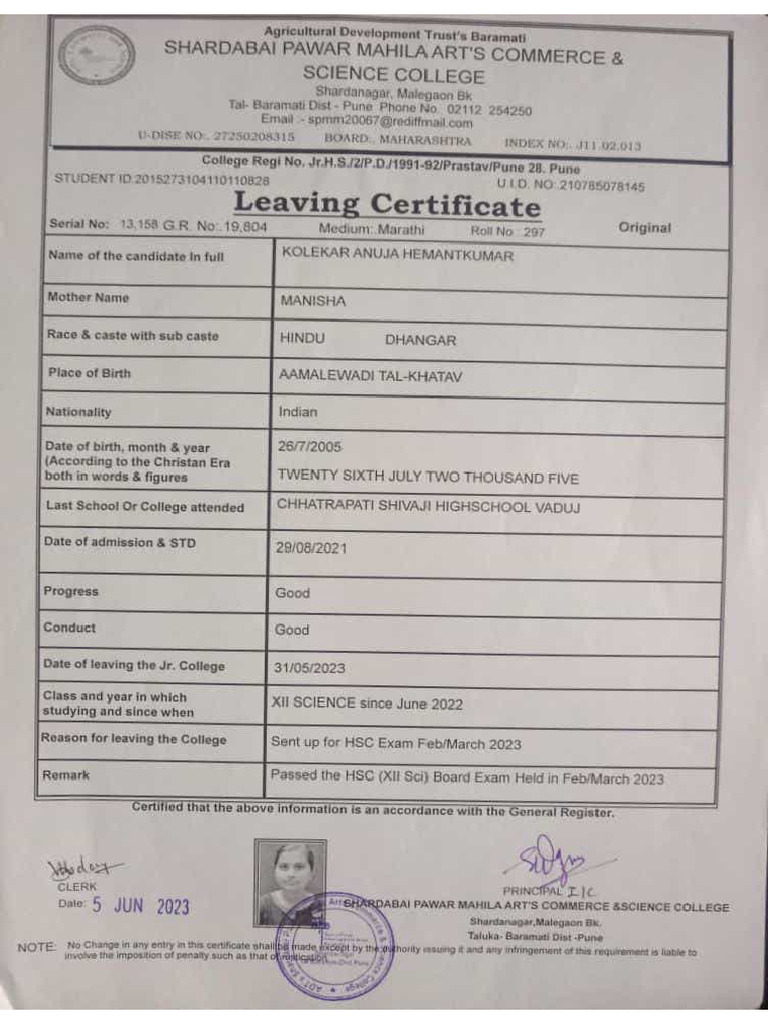 Agricultural Development Trust's Baramati
SHARDABAI PAWAR MAHILA ART'S COMMERCE &
SCIENCE COLLEGE
Shardanagar, Malegaon Bk
Tal- Baramati Dist - Pune Phone No. 02112 254250
Email :- spmm20067@rediffmail.com
U-DISE NO:. 27250208315 BOARD:. MAHARASHTRA INDEX NO:. J11.02.013
College Regi No. Jr.H.S./2/P.D./1991-92/Prastav/Pune 28. Pune
STUDENT ID:2015273104110110828 U.I.D. NO:.210785078145
Leaving Certificate
Serial No: 13,158 G.R. No:.19,804 Medium:.Marathi Roll No :297 Original
Name of the candidate In full KOLEKAR ANUJA HEMANTKUMAR
Mother Name MANISHA
Race & caste with sub caste HINDU DHANGAR
Place of Birth AAMALEWADI TAL-KHATAV
Nationality Indian
Date of birth, month & year 26/7/2005
(According to the Christan Era
both in words & figures TWENTY SIXTH JULY TWO THOUSAND FIVE
Last School Or College attended CHHATRAPATI SHIVAJI HIGHSCHOOL VADUJ
Date of admission & STD 29/08/2021
Progress Good
Conduct Good
Date of leaving the Jr. College 31/05/2023
Class and year in which
studying and since when XII SCIENCE since June 2022
Reason for leaving the College Sent up for HSC Exam Feb/March 2023
Remark Passed the HSC (XII Sci) Board Exam Held in Feb/March 2023
Certified that the above information is an accordance with the General Register.
CLERK
Date: 5 JUN 2023
PRINCIPAL I/C
SHARDABAI PAWAR MAHILA ART'S COMMERCE &SCIENCE COLLEGE
Shardanagar,Malegaon Bk.
Taluka- Baramati Dist -Pune
NOTE: No Change in any entry in this certificate shall be made except by the authority issuing it and any infringement of this requirement is liable to
involve the imposition of penalty such as that of